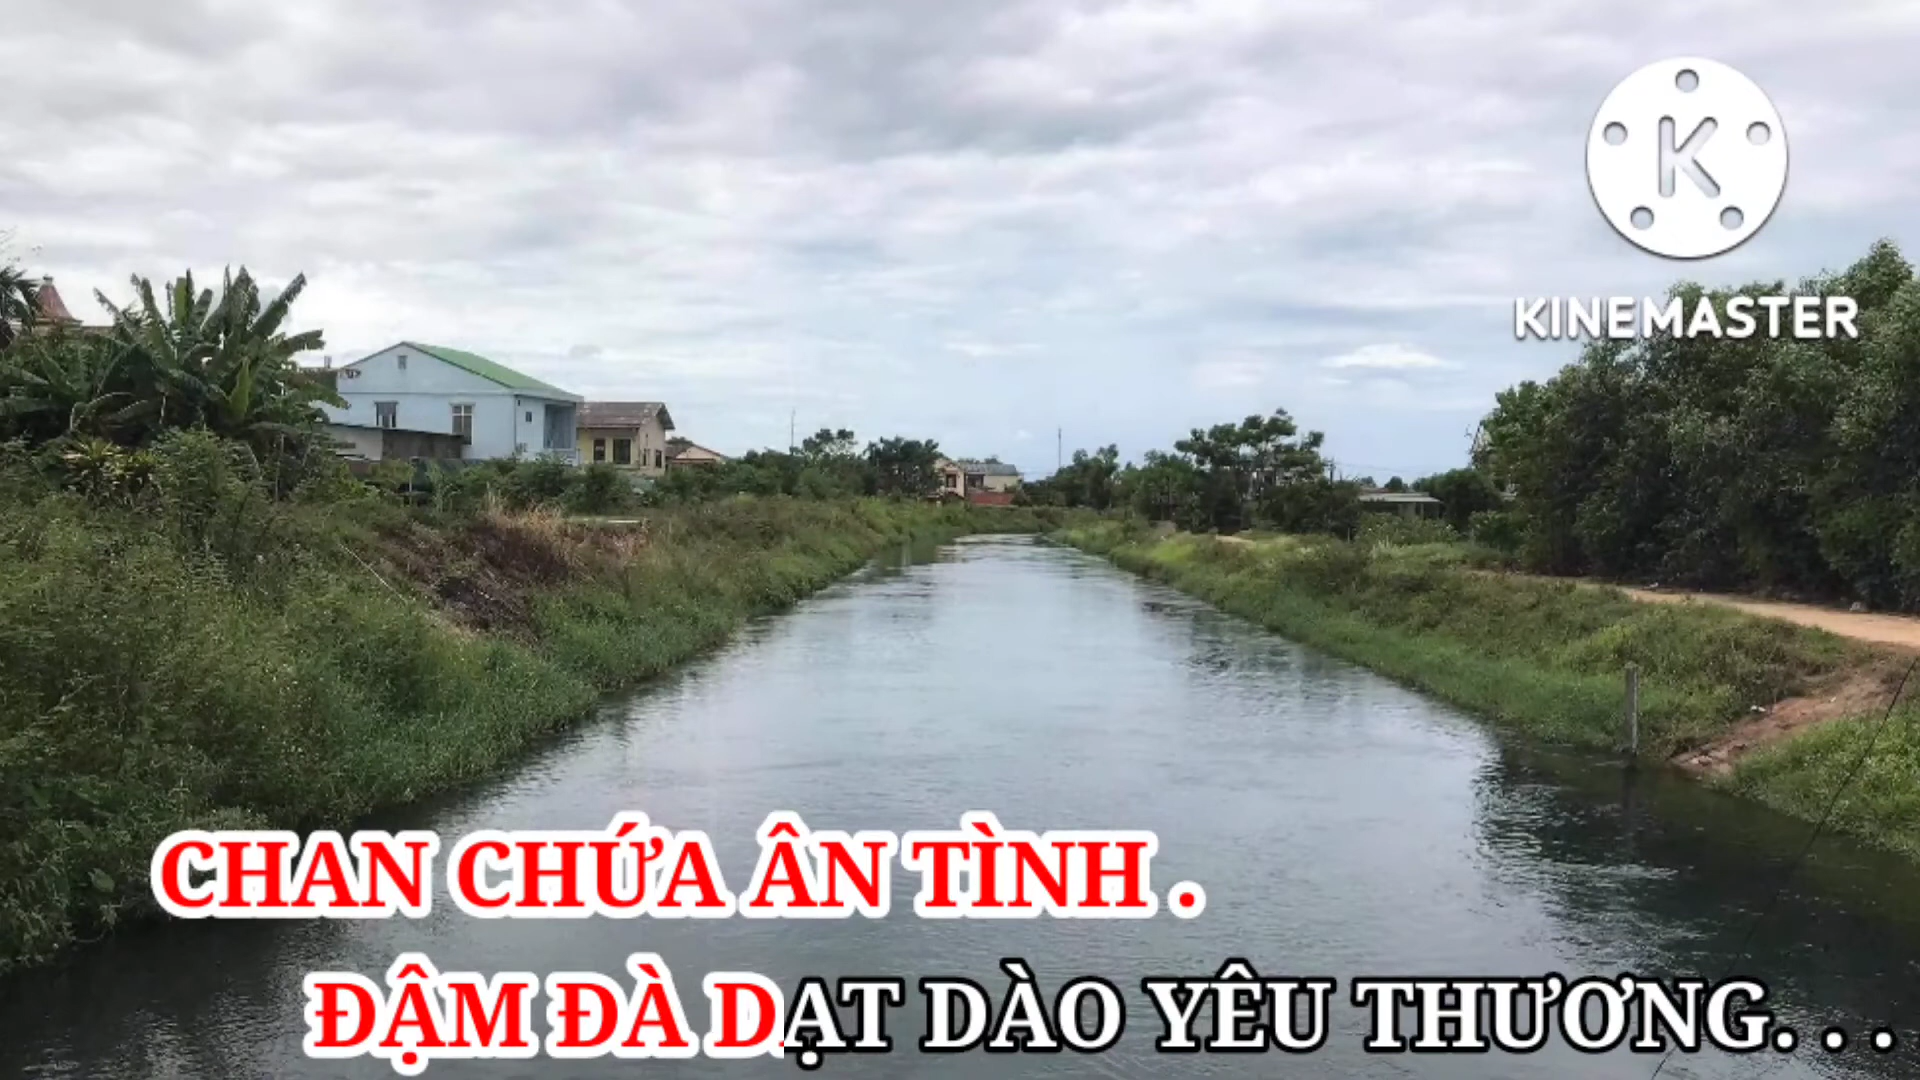 KINEMASTER
CHAN CHỨA ÂN TÌNH .
ĐẬM ĐÀ DẠT DÀO YÊU THƯƠNG. . .